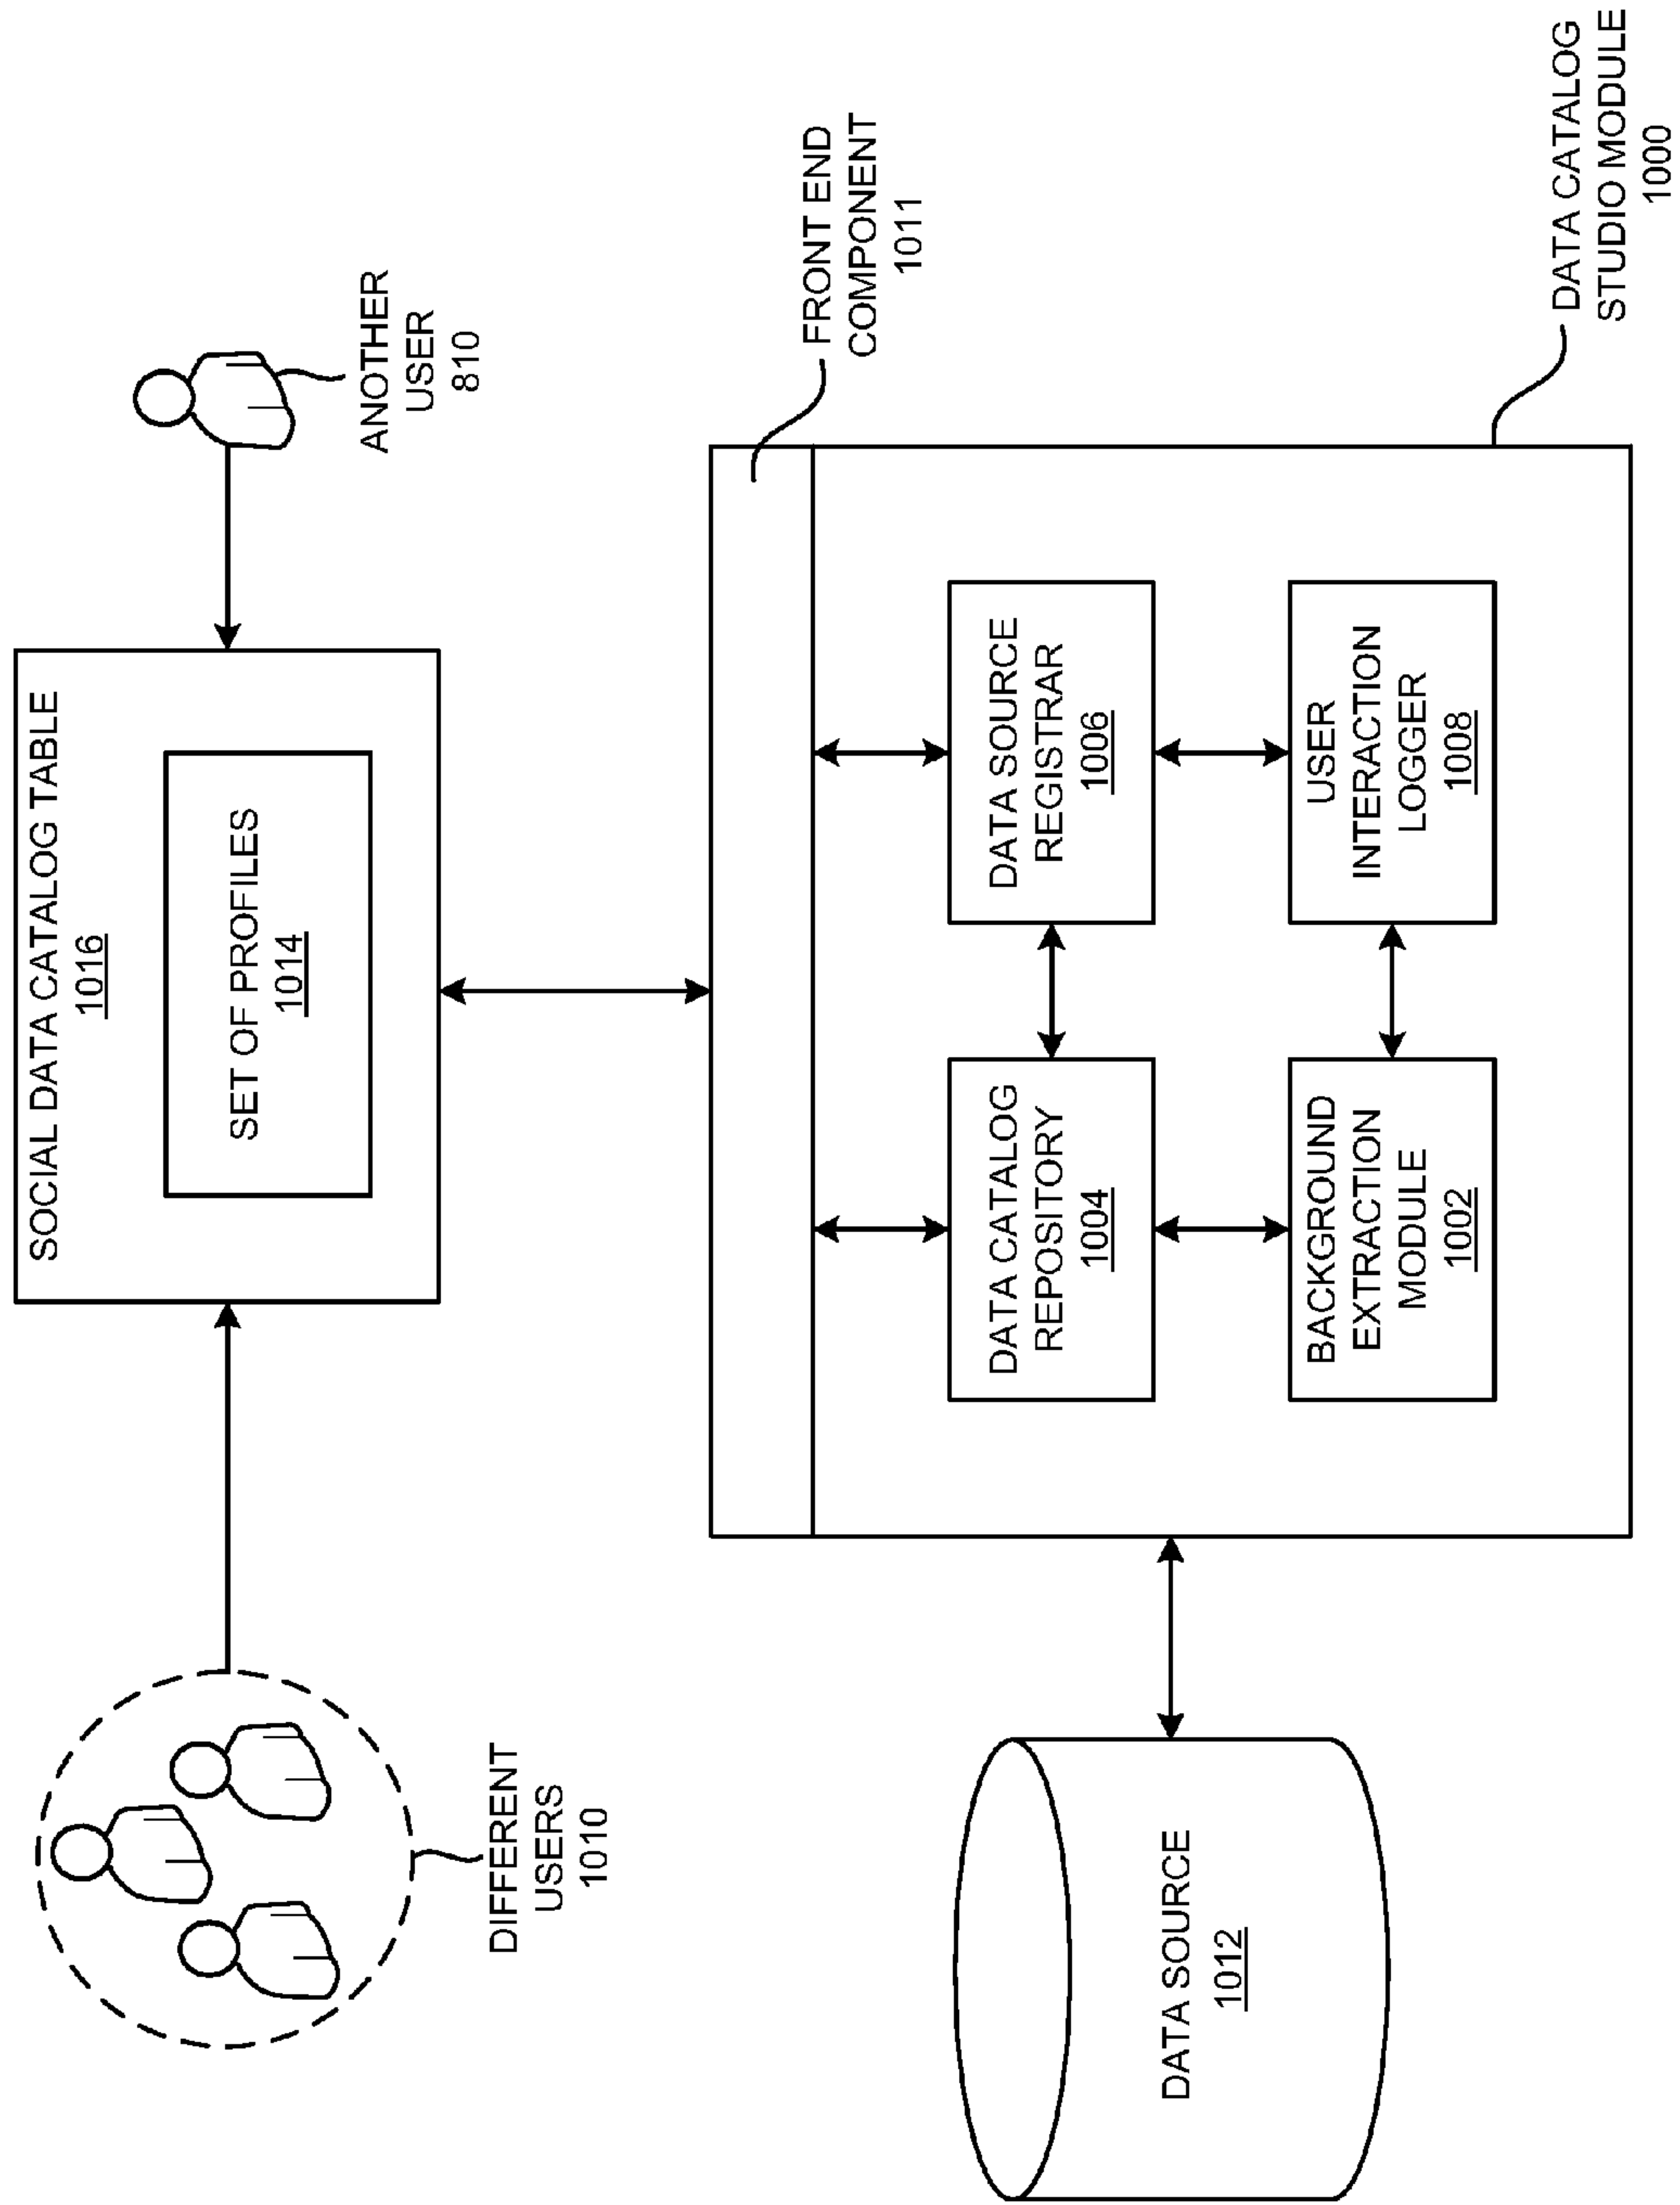 SOCIAL DATA CATALOG TABLE
1016
SET OF PROFILES
1014
DIFFERENT
USERS
1010
ANOTHER
USER
810
FRONT END
COMPONENT
1011
DATA SOURCE
1012
DATA CATALOG
REPOSITORY
1004
DATA SOURCE
REGISTRAR
1006
BACKGROUND
EXTRACTION
MODULE
1002
USER
INTERACTION
LOGGER
1008
DATA CATALOG
STUDIO MODULE
1000